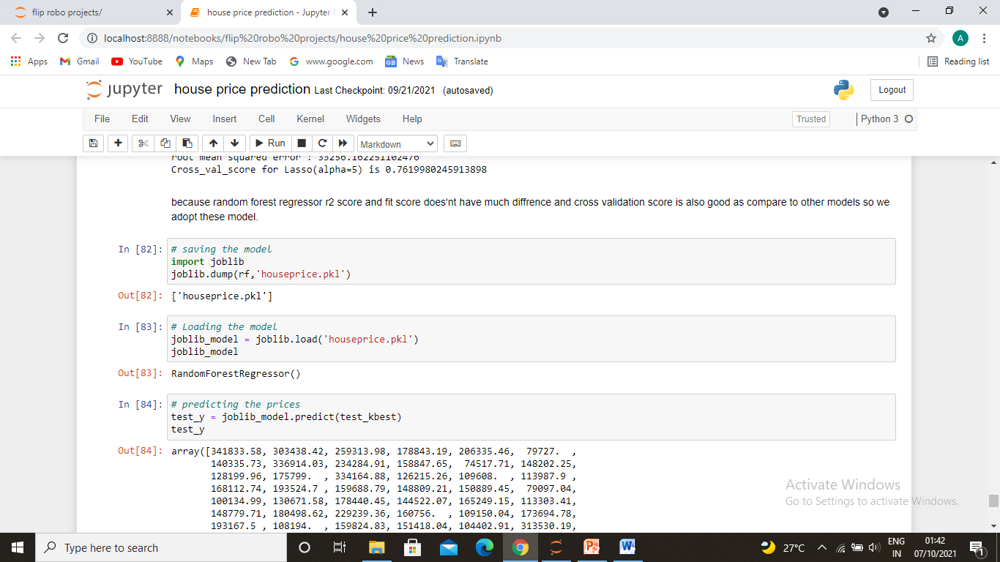 flip robo projects/
house price prediction - Jupyter
localhost:8888/notebooks/flip%20robo%20projects/house%20price%20prediction.ipynb
A
Apps Gmail YouTube Maps New Tab www.google.com News Translate Reading list
jupyter house price prediction Last Checkpoint: 09/21/2021 (autosaved)
Logout
File Edit View Insert Cell Kernel Widgets Help
Trusted Python 3
Run Markdown
root mean squared error : 33256.162251102476
Cross_val_score for Lasso(alpha=5) is 0.7619980245913898
because random forest regressor r2 score and fit score does'nt have much diffrence and cross validation score is also good as compare to other models so we
adopt these model.
In [82]: # saving the model
import joblib
joblib.dump(rf,'houseprice.pkl')
Out[82]: ['houseprice.pkl']
In [83]: # Loading the model
joblib_model = joblib.load('houseprice.pkl')
joblib_model
Out[83]: RandomForestRegressor()
In [84]: # predicting the prices
test_y = joblib_model.predict(test_kbest)
test_y
Out[84]: array([341833.58, 303438.42, 259313.98, 178843.19, 206335.46, 79727. ,
140335.73, 336914.03, 234284.91, 158847.65, 74517.71, 148202.25,
128199.96, 175799. , 334164.88, 126215.26, 109608. , 113987.9 ,
168112.74, 193524.7 , 159688.79, 148809.21, 150889.45, 79097.04,
100134.99, 130671.58, 178440.45, 144522.07, 165249.15, 113303.41,
148779.71, 180498.62, 229239.36, 160756. , 109150.04, 173694.78,
193167.5 , 108194. , 159824.83, 151418.04, 104402.91, 313530.19,
Activate Windows
Go to Settings to activate Windows.
Type here to search
27°C
ENG
IN
01:42
07/10/2021
1